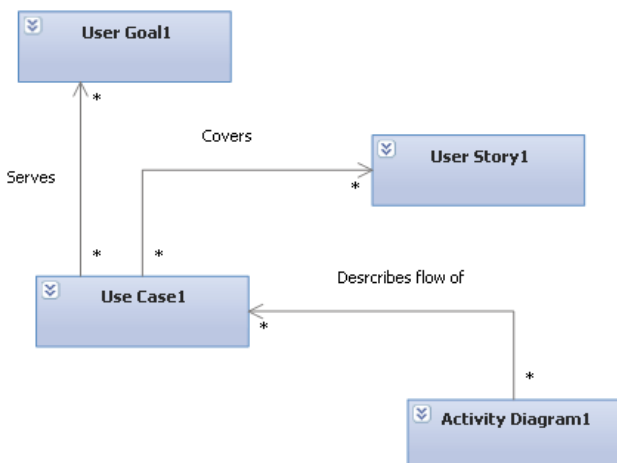 User Goal1
*
Covers
User Story1
*
Serves
*
*
Use Case1
Desrcribes flow of
*
*
Activity Diagram1